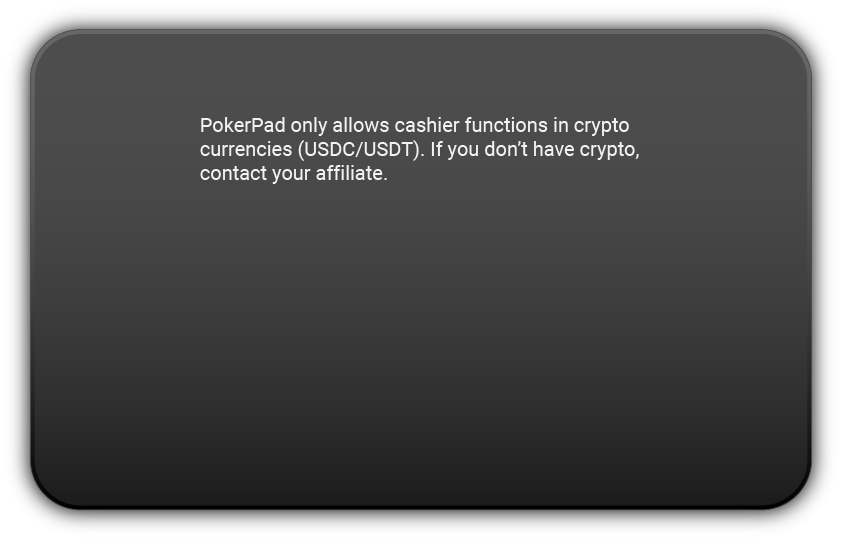 PokerPad only allows cashier functions in crypto
currencies (USDC/USDT). If you don’t have crypto,
contact your affiliate.